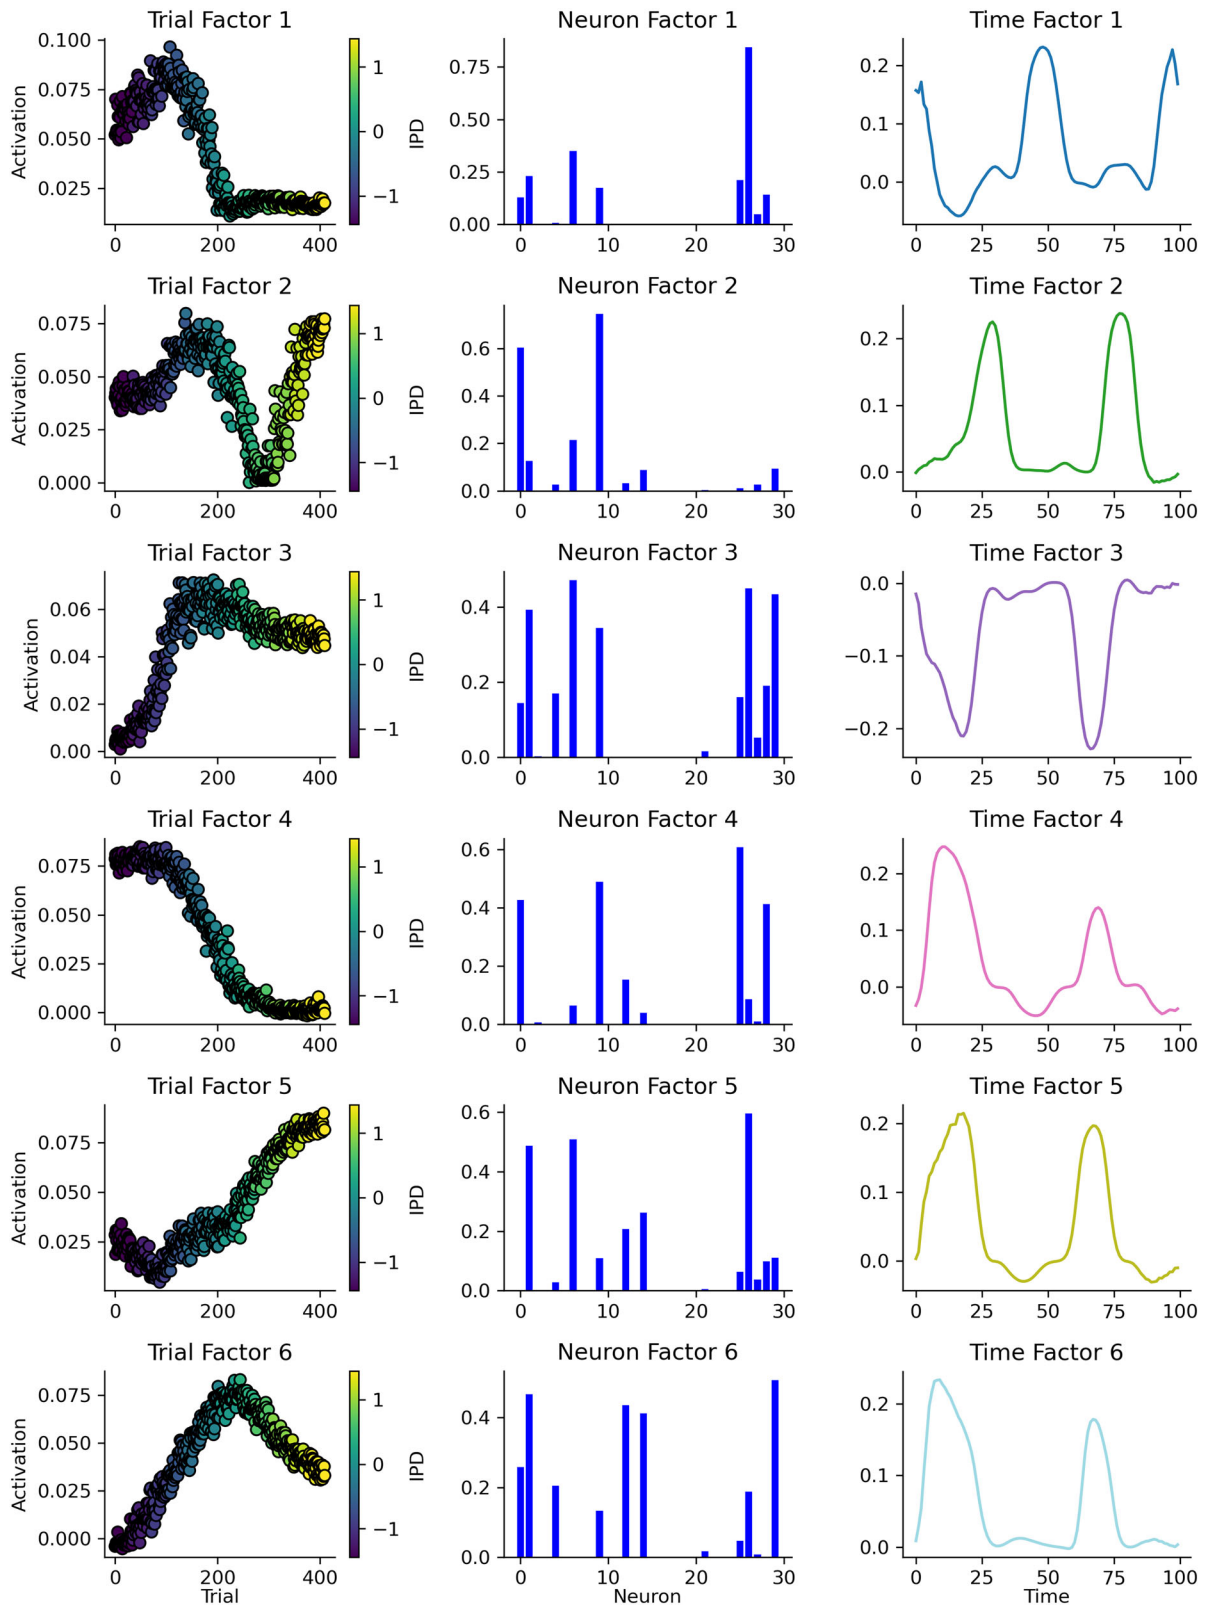 Trial Factor 1
Neuron Factor 1
Time Factor 1
Activation
0.100
0.075
0.050
0.025
0 200 400
1
0
−1
IPD
0.75
0.50
0.25
0.00
0 10 20 30
0.2
0.1
0.0
0 25 50 75 100
Trial Factor 2
Neuron Factor 2
Time Factor 2
Activation
0.075
0.050
0.025
0.000
0 200 400
1
0
−1
IPD
0.6
0.4
0.2
0.0
0 10 20 30
0.2
0.1
0.0
0 25 50 75 100
Trial Factor 3
Neuron Factor 3
Time Factor 3
Activation
0.06
0.04
0.02
0.00
0 200 400
1
0
−1
IPD
0.4
0.2
0.0
0 10 20 30
0.0
−0.1
−0.2
0 25 50 75 100
Trial Factor 4
Neuron Factor 4
Time Factor 4
Activation
0.075
0.050
0.025
0.000
0 200 400
1
0
−1
IPD
0.6
0.4
0.2
0.0
0 10 20 30
0.2
0.1
0.0
0 25 50 75 100
Trial Factor 5
Neuron Factor 5
Time Factor 5
Activation
0.075
0.050
0.025
0 200 400
1
0
−1
IPD
0.6
0.4
0.2
0.0
0 10 20 30
0.2
0.1
0.0
0 25 50 75 100
Trial Factor 6
Neuron Factor 6
Time Factor 6
Activation
0.075
0.050
0.025
0.000
0 200 400
Trial
1
0
−1
IPD
0.4
0.2
0.0
0 10 20 30
Neuron
0.2
0.1
0.0
0 25 50 75 100
Time